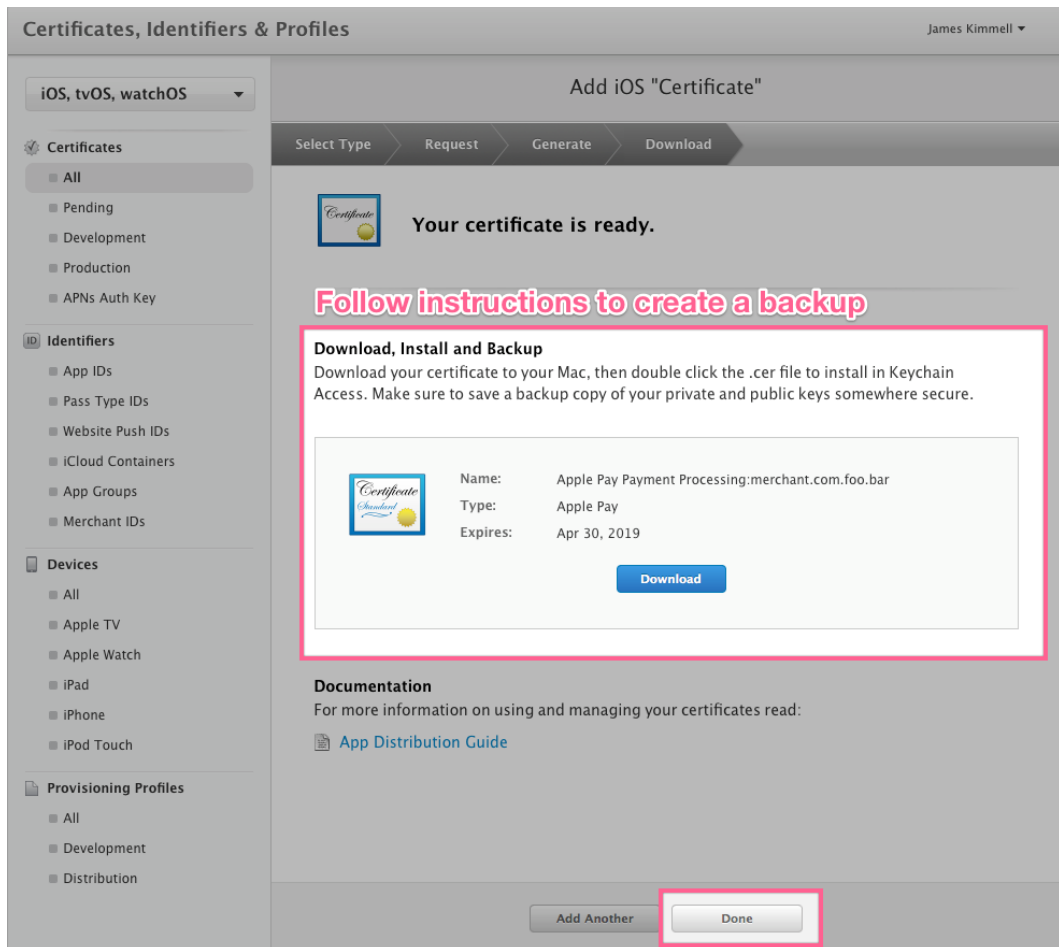 Certificates, Identifiers & Profiles
James Kimmell
iOS, tvOS, watchOS
Add iOS "Certificate"
Select Type
Request
Generate
Download
Certificates
All
Pending
Development
Production
APNs Auth Key
ID Identifiers
App IDs
Pass Type IDs
Website Push IDs
iCloud Containers
App Groups
Merchant IDs
Devices
All
Apple TV
Apple Watch
iPad
iPhone
iPod Touch
Provisioning Profiles
All
Development
Distribution
Certificate
Your certificate is ready.
Follow instructions to create a backup
Download, Install and Backup
Download your certificate to your Mac, then double click the .cer file to install in Keychain
Access. Make sure to save a backup copy of your private and public keys somewhere secure.
Certificate
Standard
Name: Apple Pay Payment Processing:merchant.com.foo.bar
Type: Apple Pay
Expires: Apr 30, 2019
Download
Documentation
For more information on using and managing your certificates read:
App Distribution Guide
Add Another
Done